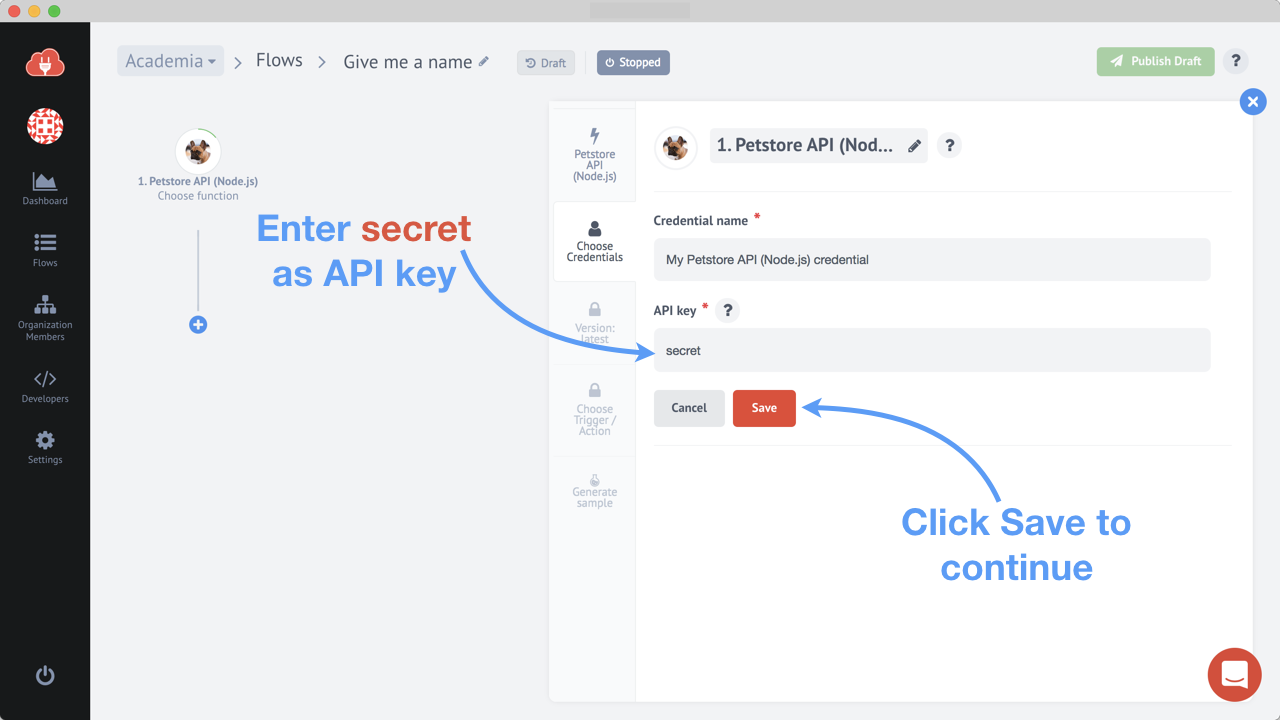 Academia
Flows
Give me a name
Draft
Stopped
Publish Draft
?
Dashboard
Flows
Organization
Members
Developers
Settings
1. Petstore API (Node.js)
Choose function
Enter secret
as API key
Petstore
API
(Node.js)
Choose
Credentials
Version:
latest
Choose
Trigger /
Action
Generate
sample
1. Petstore API (Nod...
?
Credential name *
My Petstore API (Node.js) credential
API key * ?
secret
Cancel
Save
Click Save to
continue